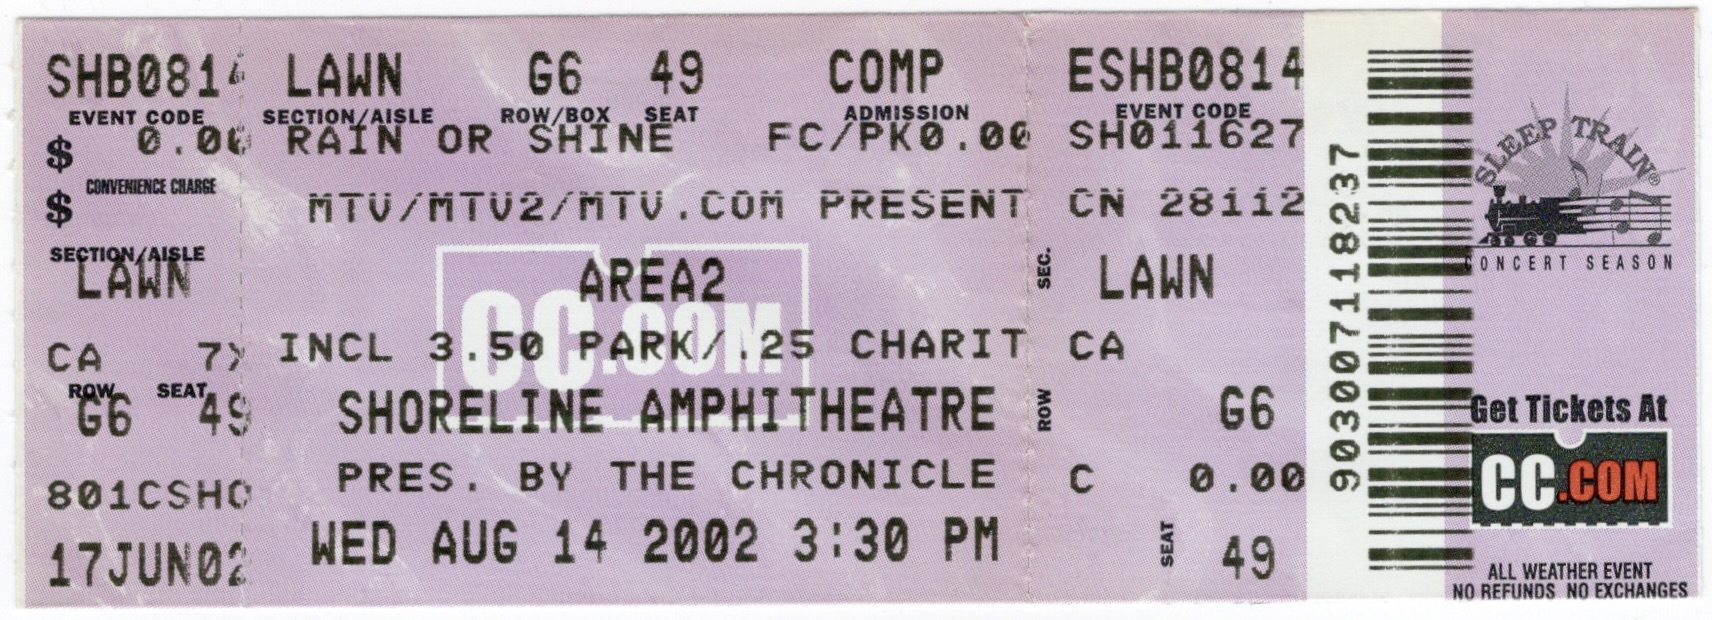 SHB0814 LAWN G6 49 COMP ESHB0814
EVENT CODE SECTION/AISLE ROW/BOX SEAT ADMISSION EVENT CODE
$ 0.00 RAIN OR SHINE FC/PK0.00 SH011627
CONVENIENCE CHARGE
$ MTV/MTV2/MTV.COM PRESENT CN 28112
SECTION/AISLE
LAWN AREA2 SEC. LAWN
CC.COM
CA 7X INCL 3.50 PARK/.25 CHARIT CA
ROW SEAT
G6 49 SHORELINE AMPHITHEATRE ROW G6
801CSHO PRES. BY THE CHRONICLE C 0.00
17JUN02 WED AUG 14 2002 3:30 PM SEAT 49
903007118237
SLEEP TRAIN®
CONCERT SEASON
Get Tickets At
CC.COM
ALL WEATHER EVENT
NO REFUNDS NO EXCHANGES